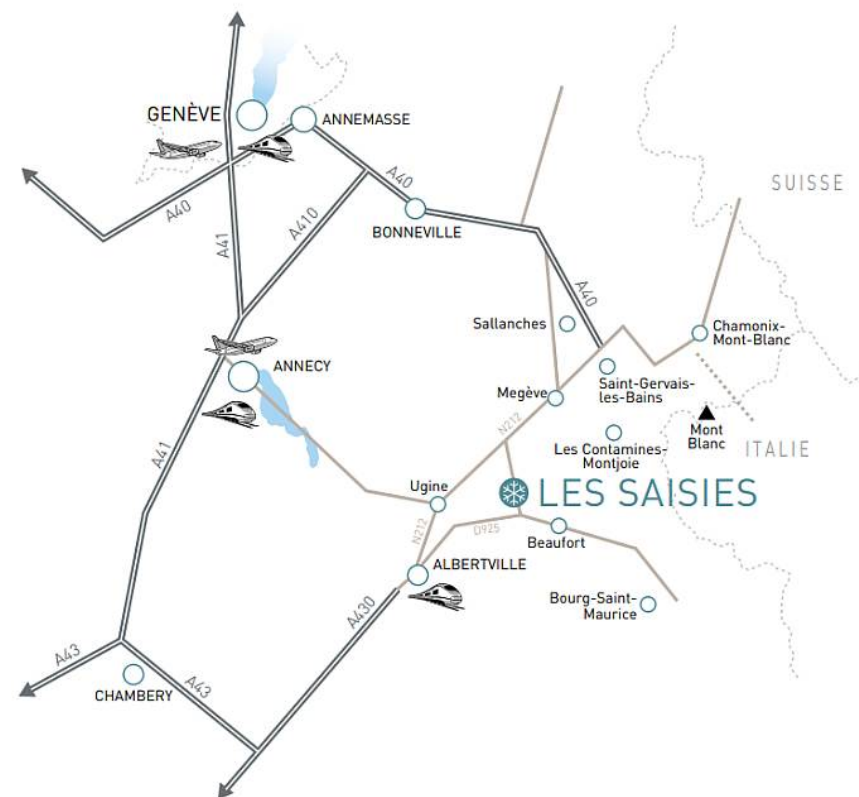 GENÈVE
ANNEMASSE
A40
A40
A41
A410
BONNEVILLE
SUISSE
A40
Sallanches
Chamonix-
Mont-Blanc
ANNECY
Megève
Saint-Gervais-
les-Bains
N212
Mont
Blanc
ITALIE
Les Contamines-
Montjoie
A41
Ugine
LES SAISIES
N212
D925
Beaufort
ALBERTVILLE
Bourg-Saint-
Maurice
A430
A43
CHAMBERY
A43